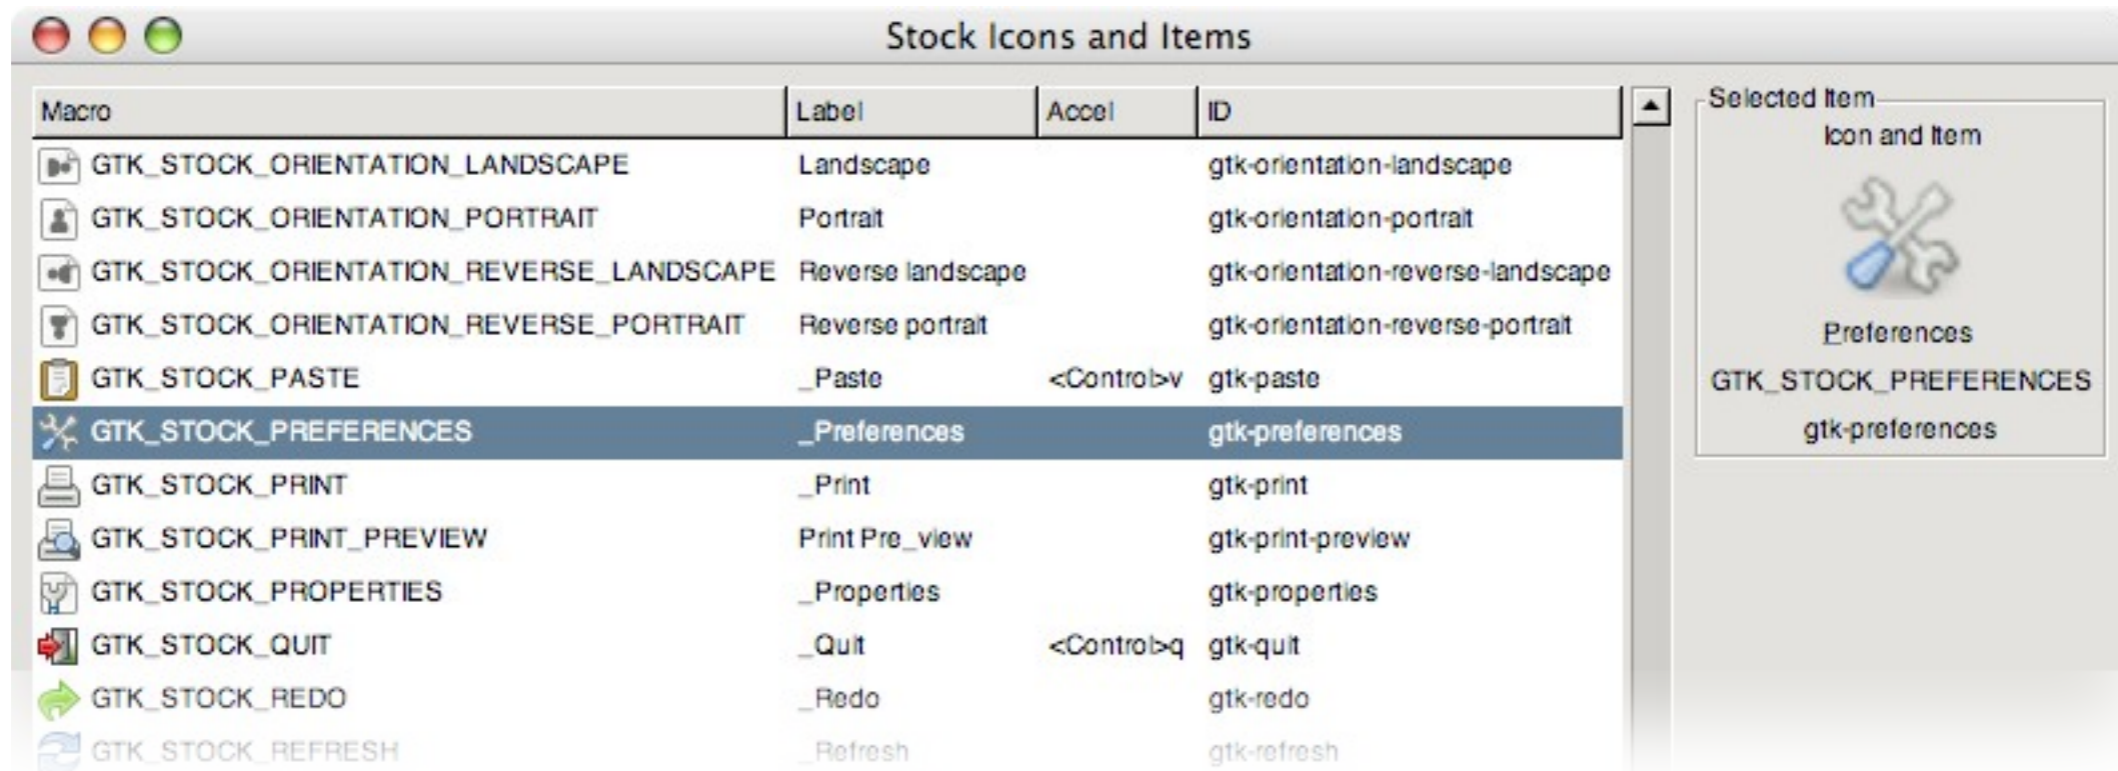 Stock Icons and Items
Macro Label Accel ID
GTK_STOCK_ORIENTATION_LANDSCAPE Landscape gtk-orientation-landscape
GTK_STOCK_ORIENTATION_PORTRAIT Portrait gtk-orientation-portrait
GTK_STOCK_ORIENTATION_REVERSE_LANDSCAPE Reverse landscape gtk-orientation-reverse-landscape
GTK_STOCK_ORIENTATION_REVERSE_PORTRAIT Reverse portrait gtk-orientation-reverse-portrait
GTK_STOCK_PASTE _Paste <Control>v gtk-paste
GTK_STOCK_PREFERENCES _Preferences gtk-preferences
GTK_STOCK_PRINT _Print gtk-print
GTK_STOCK_PRINT_PREVIEW Print Pre_view gtk-print-preview
GTK_STOCK_PROPERTIES _Properties gtk-properties
GTK_STOCK_QUIT _Quit <Control>q gtk-quit
GTK_STOCK_REDO _Redo gtk-redo
GTK_STOCK_REFRESH _Refresh gtk-refresh
Selected Item
Icon and Item
Preferences
GTK_STOCK_PREFERENCES
gtk-preferences